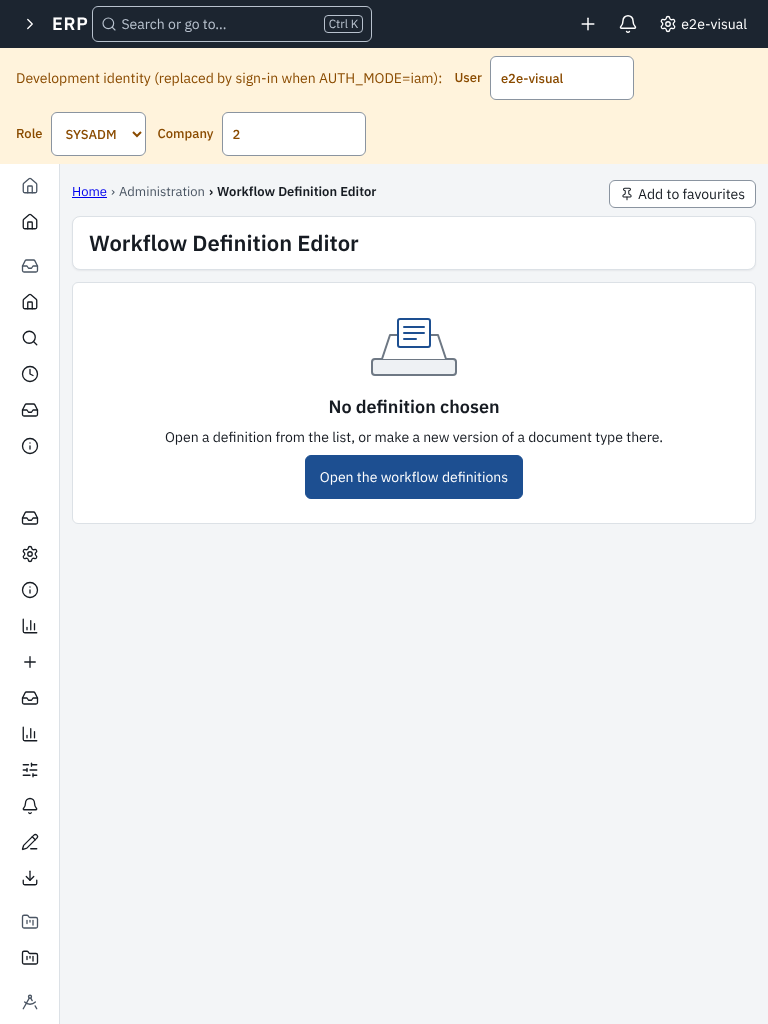 ERP
Search or go to...
Ctrl K
e2e-visual
Development identity (replaced by sign-in when AUTH_MODE=iam):
User
e2e-visual
Role
SYSADM
Company
2
Home › Administration › Workflow Definition Editor
Add to favourites
Workflow Definition Editor
No definition chosen
Open a definition from the list, or make a new version of a document type there.
Open the workflow definitions